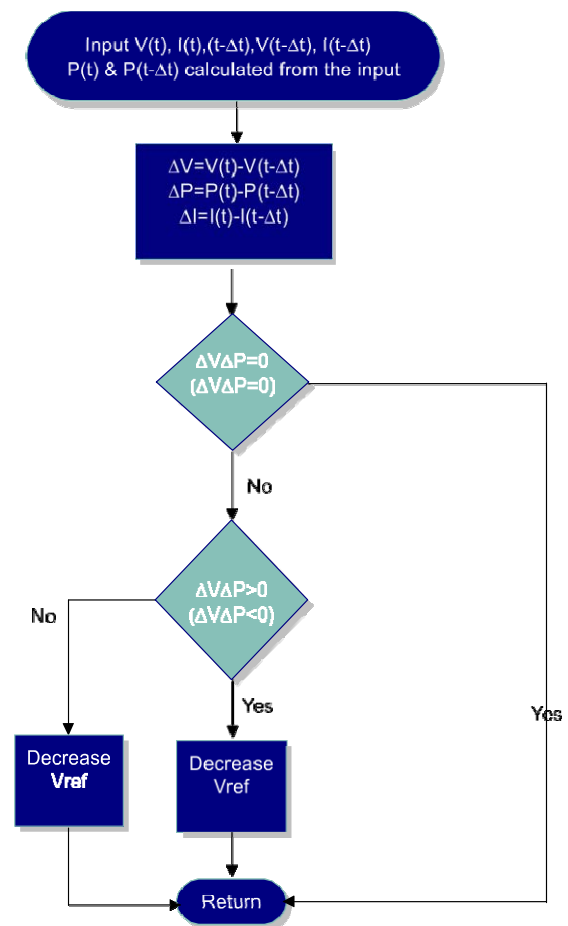 Input V(t), I(t),(t-Δt),V(t-Δt), I(t-Δt)
P(t) & P(t-Δt) calculated from the input
ΔV=V(t)-V(t-Δt)
ΔP=P(t)-P(t-Δt)
ΔI=I(t)-I(t-Δt)
ΔVΔP=0
(ΔVΔP=0)
No
ΔVΔP>0
(ΔVΔP<0)
No
Yes
Yes
Decrease
Vref
Decrease
Vref
Return